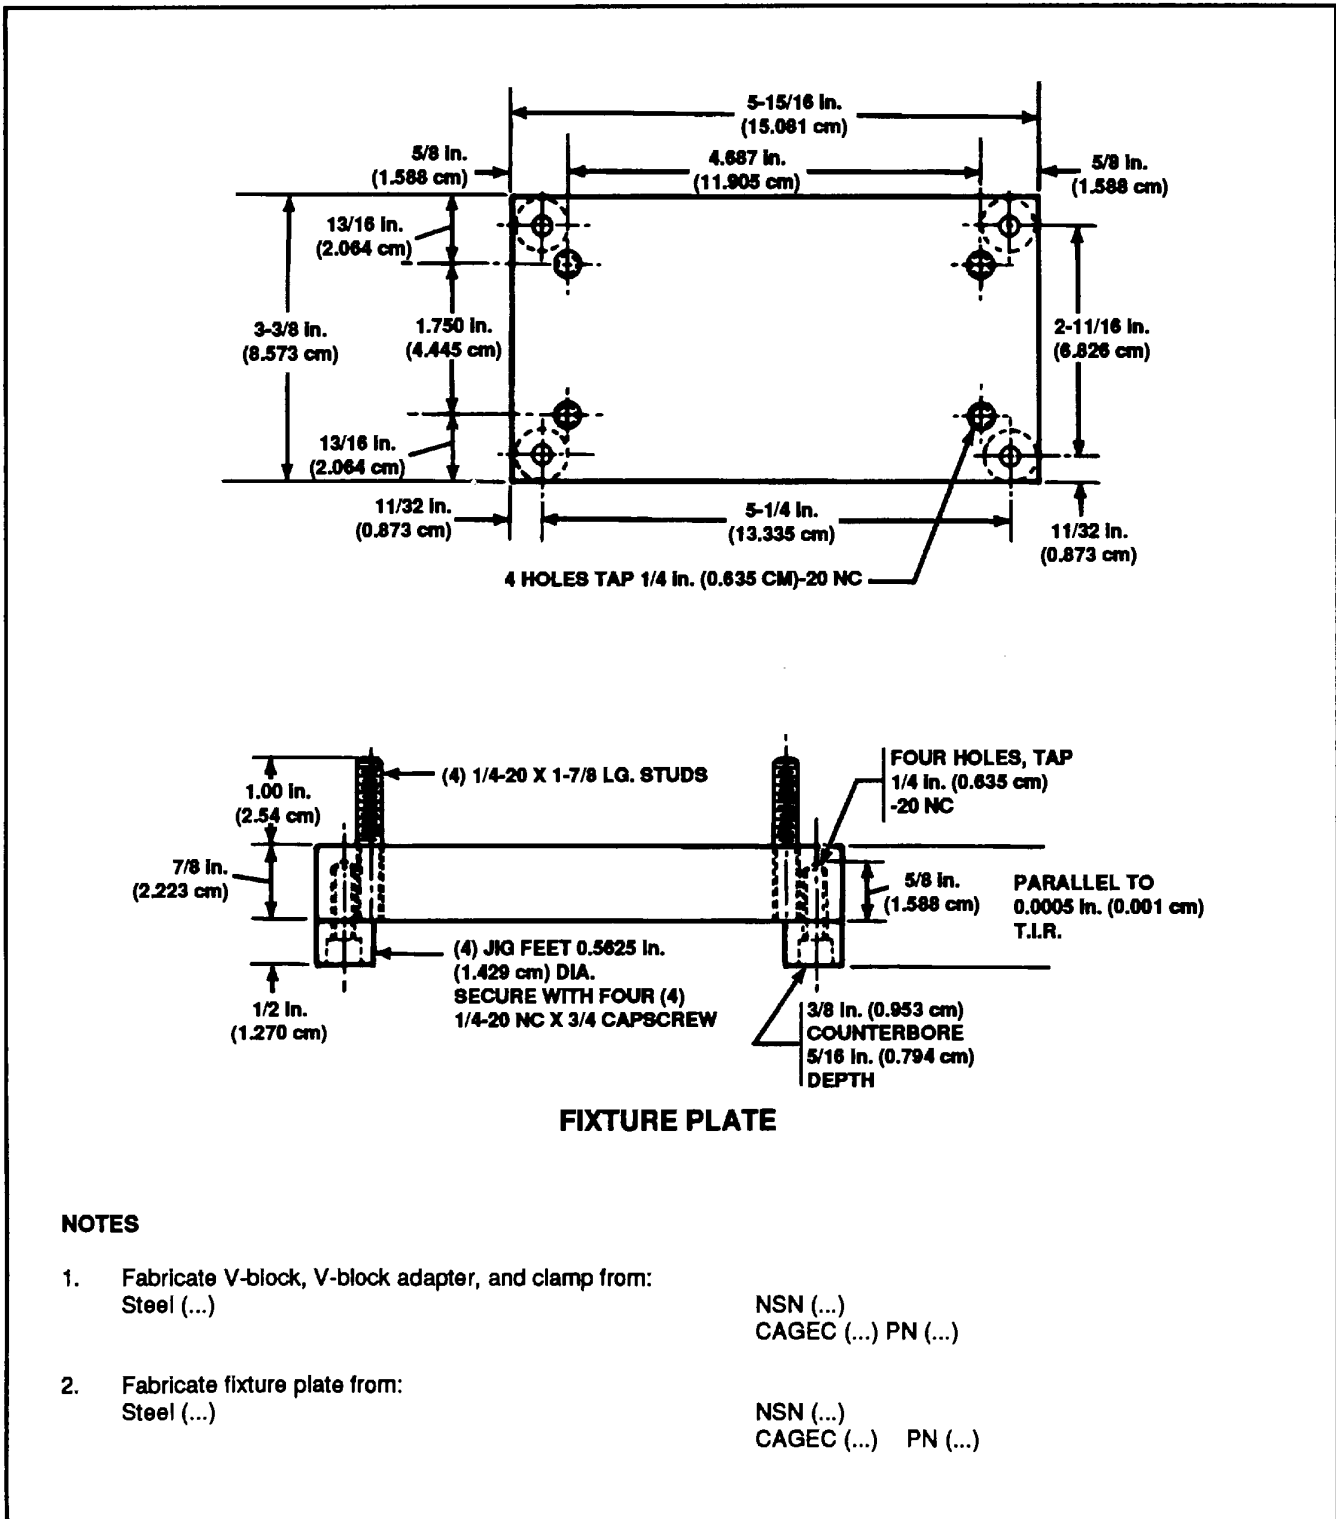 5-15/16 in.
(15.081 cm)
5/8 in.
(1.588 cm)
4.687 in.
(11.905 cm)
5/8 in.
(1.588 cm)
13/16 in.
(2.064 cm)
3-3/8 in.
(8.573 cm)
1.750 in.
(4.445 cm)
2-11/16 in.
(6.826 cm)
13/16 in.
(2.064 cm)
11/32 in.
(0.873 cm)
5-1/4 in.
(13.335 cm)
11/32 in.
(0.873 cm)
4 HOLES TAP 1/4 in. (0.635 CM)-20 NC
1.00 in.
(2.54 cm)
(4) 1/4-20 X 1-7/8 LG. STUDS
FOUR HOLES, TAP
1/4 in. (0.635 cm)
-20 NC
7/8 in.
(2.223 cm)
5/8 in.
(1.588 cm)
PARALLEL TO
0.0005 in. (0.001 cm)
T.I.R.
(4) JIG FEET 0.5625 in.
(1.429 cm) DIA.
SECURE WITH FOUR (4)
1/4-20 NC X 3/4 CAPSCREW
1/2 in.
(1.270 cm)
3/8 in. (0.953 cm)
COUNTERBORE
5/16 in. (0.794 cm)
DEPTH
FIXTURE PLATE
NOTES
1. Fabricate V-block, V-block adapter, and clamp from:
Steel (...) NSN (...)
CAGEC (...) PN (...)
2. Fabricate fixture plate from:
Steel (...) NSN (...)
CAGEC (...) PN (...)